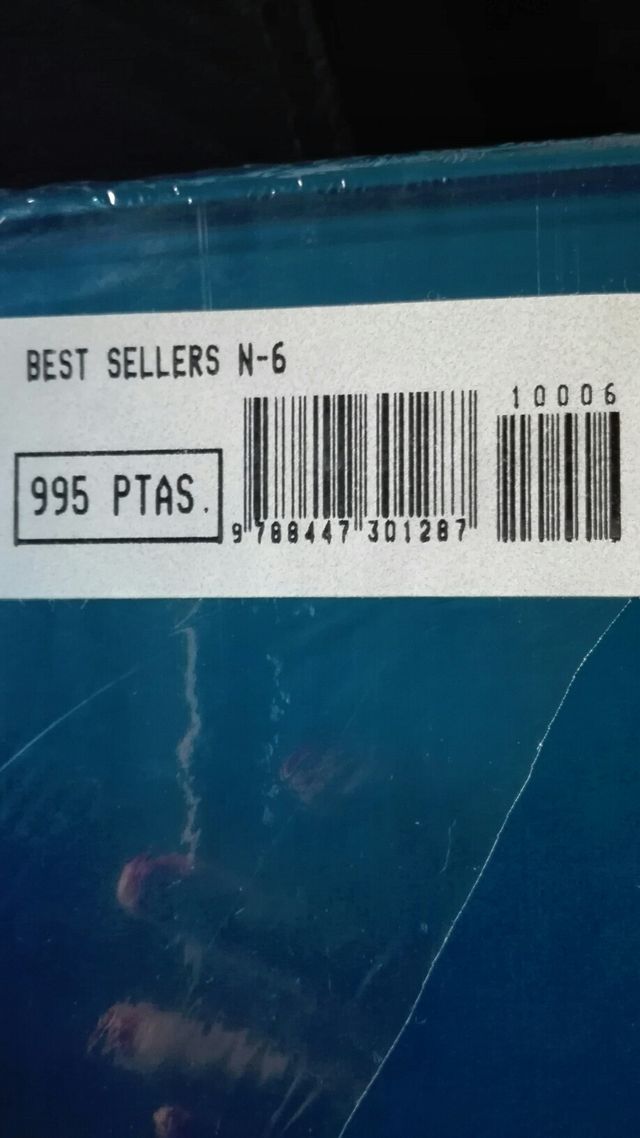 BEST SELLERS N-6
10006
995 PTAS.
9 788447 301287